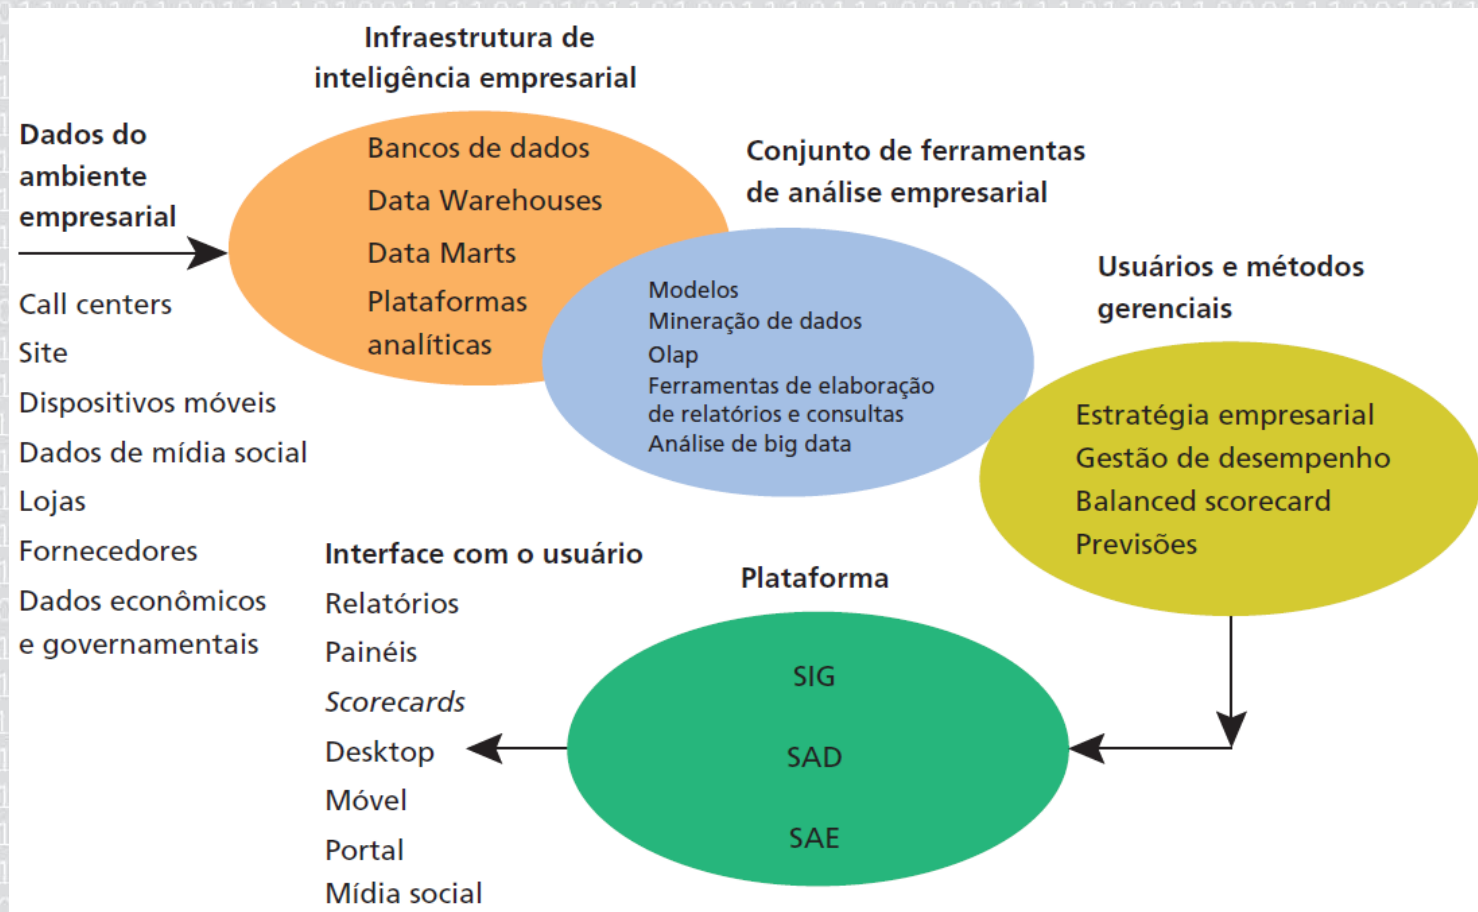 Infraestrutura de
inteligência empresarial
Dados do
ambiente
empresarial
Call centers
Site
Dispositivos móveis
Dados de mídia social
Lojas
Fornecedores
Dados econômicos
e governamentais
Bancos de dados
Data Warehouses
Data Marts
Plataformas
analíticas
Conjunto de ferramentas
de análise empresarial
Modelos
Mineração de dados
Olap
Ferramentas de elaboração
de relatórios e consultas
Análise de big data
Usuários e métodos
gerenciais
Estratégia empresarial
Gestão de desempenho
Balanced scorecard
Previsões
Plataforma
SIG
SAD
SAE
Interface com o usuário
Relatórios
Painéis
Scorecards
Desktop
Móvel
Portal
Mídia social